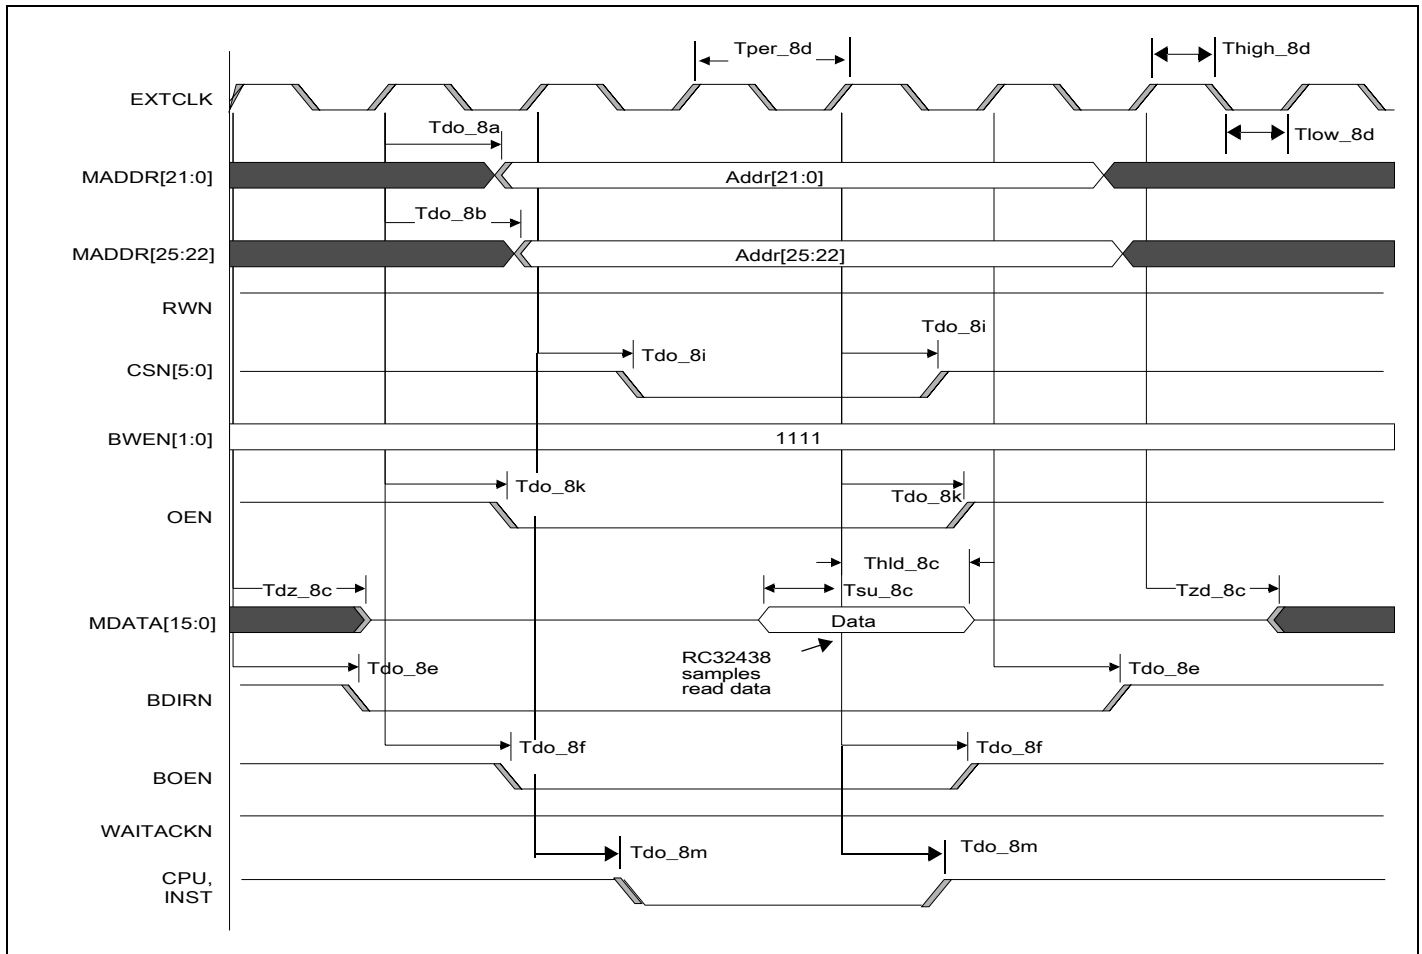 Tper_8d
Thigh_8d
EXTCLK
Tdo_8a
Tlow_8d
MADDR[21:0]
Addr[21:0]
Tdo_8b
MADDR[25:22]
Addr[25:22]
RWN
Tdo_8i
Tdo_8i
CSN[5:0]
BWEN[1:0]
1111
Tdo_8k
Tdo_8k
OEN
Thld_8c
Tdz_8c
Tsu_8c
Tzd_8c
MDATA[15:0]
Data
RC32438
samples
read data
Tdo_8e
Tdo_8e
BDIRN
Tdo_8f
Tdo_8f
BOEN
WAITACKN
Tdo_8m
Tdo_8m
CPU,
INST